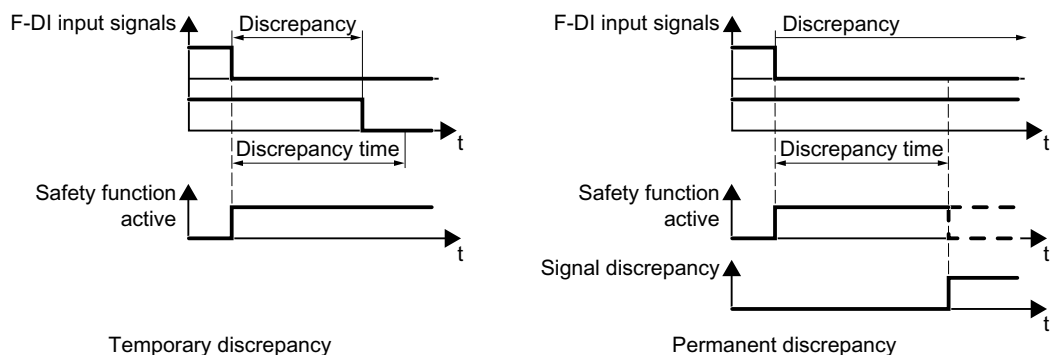 F-DI input signals
Discrepancy
t
Discrepancy time
Safety function
active
t
Temporary discrepancy
F-DI input signals
Discrepancy
t
Discrepancy time
Safety function
active
t
Signal discrepancy
t
Permanent discrepancy